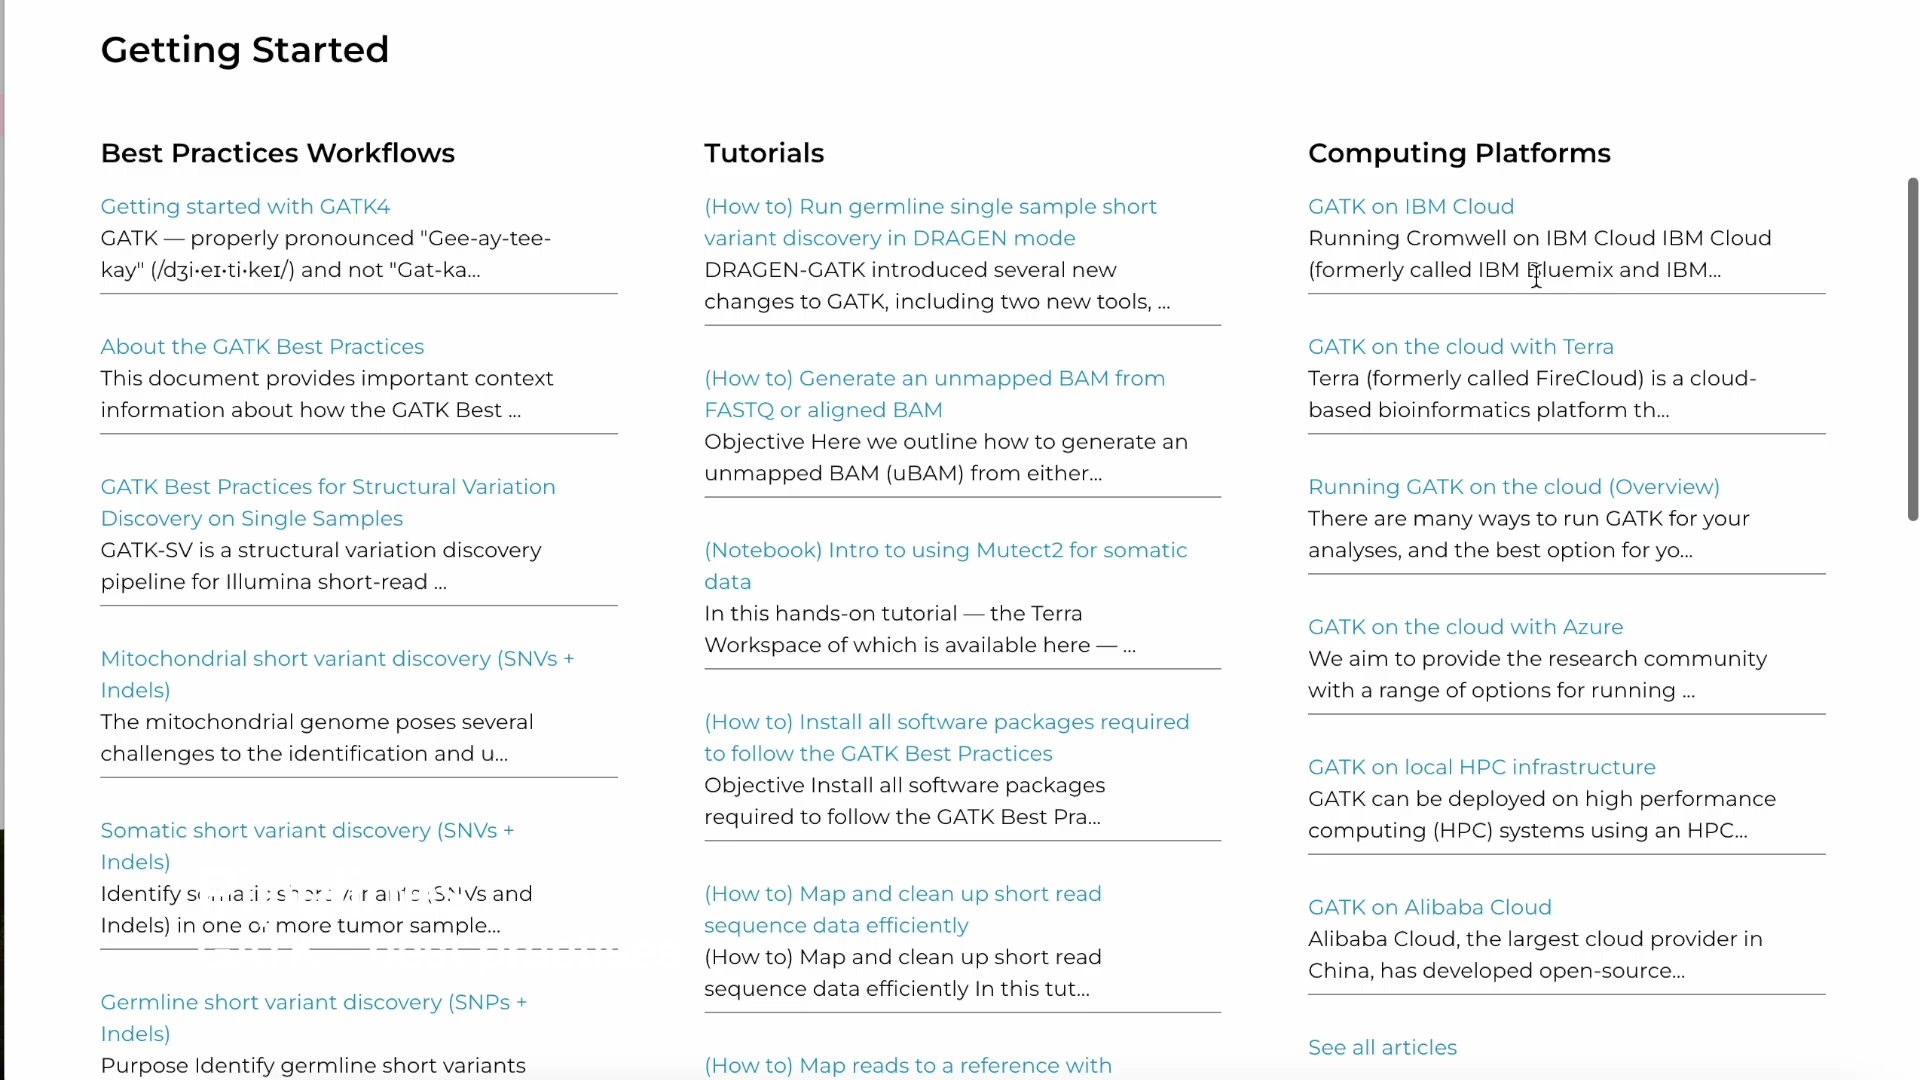 Getting Started
Best Practices Workflows
Getting started with GATK4
GATK — properly pronounced "Gee-ay-tee-
kay" (/dʒi•eɪ•ti•keɪ/) and not "Gat-ka...
About the GATK Best Practices
This document provides important context
information about how the GATK Best ...
GATK Best Practices for Structural Variation
Discovery on Single Samples
GATK-SV is a structural variation discovery
pipeline for Illumina short-read ...
Mitochondrial short variant discovery (SNVs +
Indels)
The mitochondrial genome poses several
challenges to the identification and u...
Somatic short variant discovery (SNVs +
Indels)
Identify somatic short variants (SNVs and
Indels) in one or more tumor sample...
Germline short variant discovery (SNPs +
Indels)
Purpose Identify germline short variants
Tutorials
(How to) Run germline single sample short
variant discovery in DRAGEN mode
DRAGEN-GATK introduced several new
changes to GATK, including two new tools, ...
(How to) Generate an unmapped BAM from
FASTQ or aligned BAM
Objective Here we outline how to generate an
unmapped BAM (uBAM) from either...
(Notebook) Intro to using Mutect2 for somatic
data
In this hands-on tutorial — the Terra
Workspace of which is available here — ...
(How to) Install all software packages required
to follow the GATK Best Practices
Objective Install all software packages
required to follow the GATK Best Pra...
(How to) Map and clean up short read
sequence data efficiently
(How to) Map and clean up short read
sequence data efficiently In this tut...
(How to) Map reads to a reference with
Computing Platforms
GATK on IBM Cloud
Running Cromwell on IBM Cloud IBM Cloud
(formerly called IBM Bluemix and IBM...
GATK on the cloud with Terra
Terra (formerly called FireCloud) is a cloud-
based bioinformatics platform th...
Running GATK on the cloud (Overview)
There are many ways to run GATK for your
analyses, and the best option for yo...
GATK on the cloud with Azure
We aim to provide the research community
with a range of options for running ...
GATK on local HPC infrastructure
GATK can be deployed on high performance
computing (HPC) systems using an HPC...
GATK on Alibaba Cloud
Alibaba Cloud, the largest cloud provider in
China, has developed open-source...
See all articles